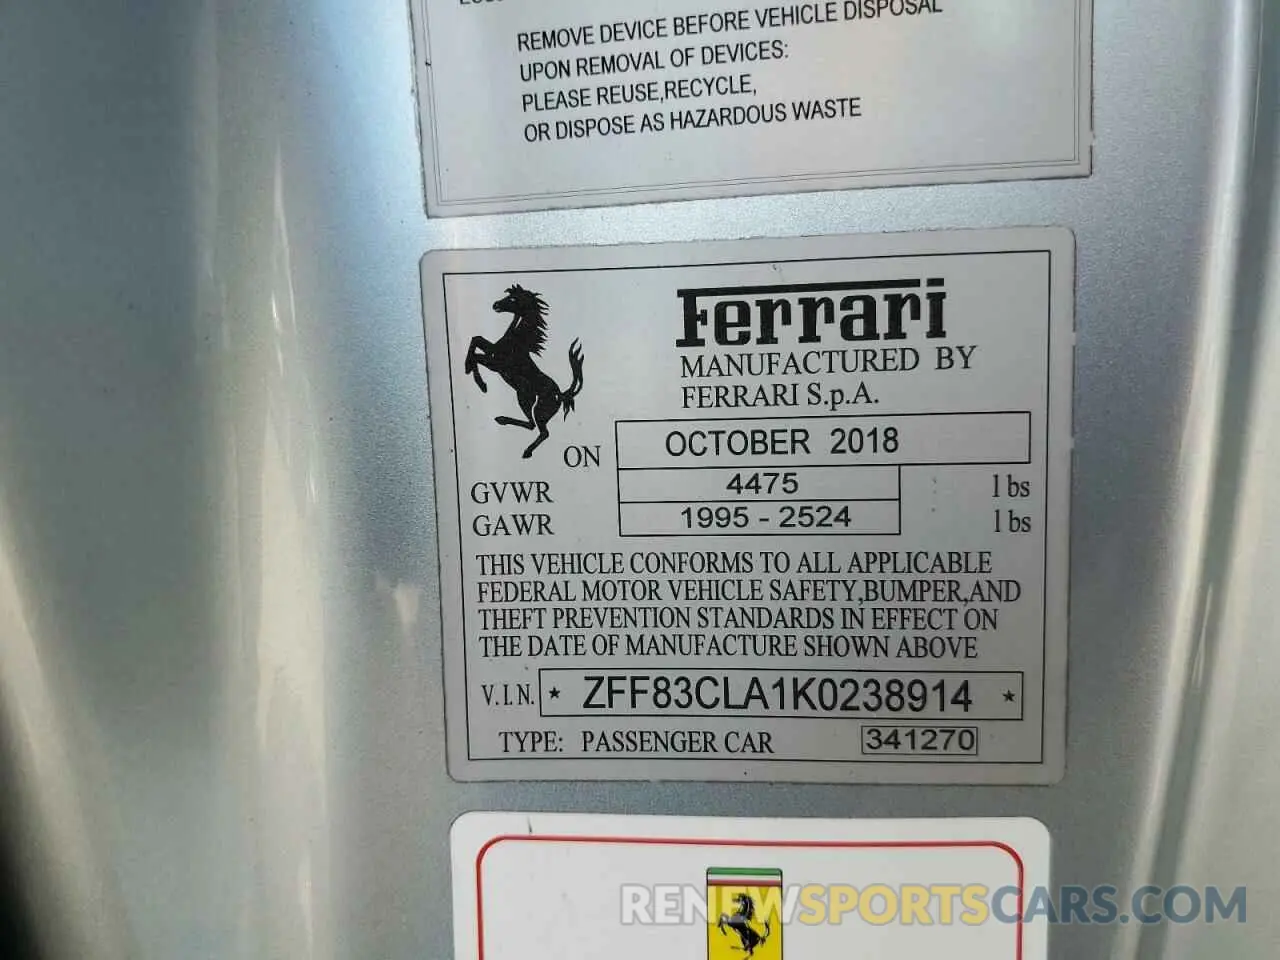 REMOVE DEVICE BEFORE VEHICLE DISPOSAL
UPON REMOVAL OF DEVICES:
PLEASE REUSE,RECYCLE,
OR DISPOSE AS HAZARDOUS WASTE
Ferrari
MANUFACTURED BY
FERRARI S.p.A.
ON OCTOBER 2018
GVWR 4475 lbs
GAWR 1995 - 2524 lbs
THIS VEHICLE CONFORMS TO ALL APPLICABLE
FEDERAL MOTOR VEHICLE SAFETY,BUMPER,AND
THEFT PREVENTION STANDARDS IN EFFECT ON
THE DATE OF MANUFACTURE SHOWN ABOVE
V.I.N. * ZFF83CLA1K0238914 *
TYPE: PASSENGER CAR 341270
RENEWSPORTSCARS.COM